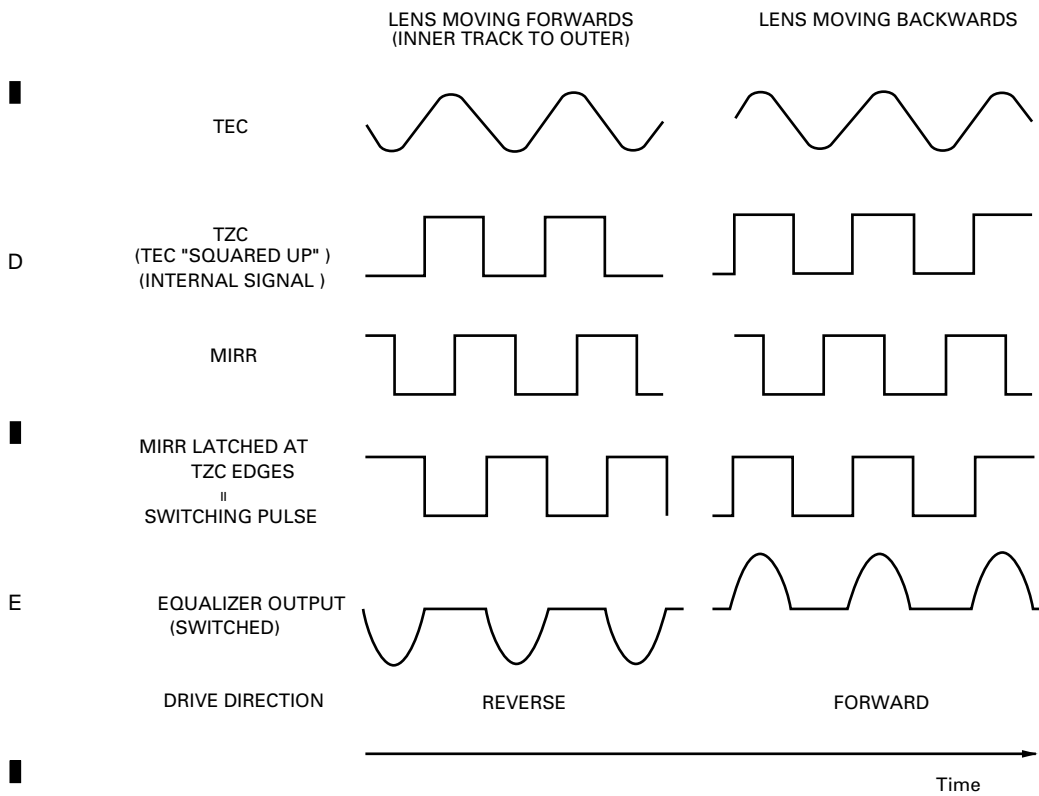 LENS MOVING FORWARDS
(INNER TRACK TO OUTER)
LENS MOVING BACKWARDS
TEC
D
TZC
(TEC "SQUARED UP" )
(INTERNAL SIGNAL )
MIRR
MIRR LATCHED AT
TZC EDGES
=
SWITCHING PULSE
E
EQUALIZER OUTPUT
(SWITCHED)
DRIVE DIRECTION
REVERSE
FORWARD
Time